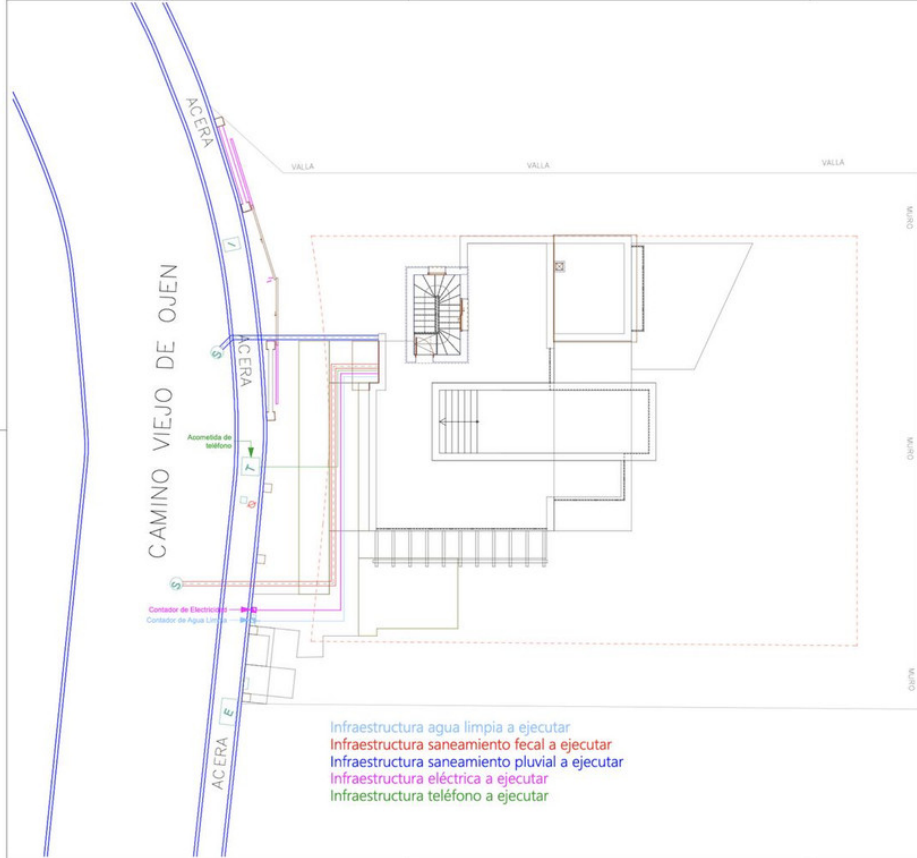 ACERA
VALLA
VALLA
VALLA
MURO
I
CAMINO VIEJO DE OJEN
S
ACERA
Acometida de
teléfono
T
MURO
S
Contador de Electricidad
Contador de Agua Limpia
MURO
E
ACERA
Infraestructura agua limpia a ejecutar
Infraestructura saneamiento fecal a ejecutar
Infraestructura saneamiento pluvial a ejecutar
Infraestructura eléctrica a ejecutar
Infraestructura teléfono a ejecutar